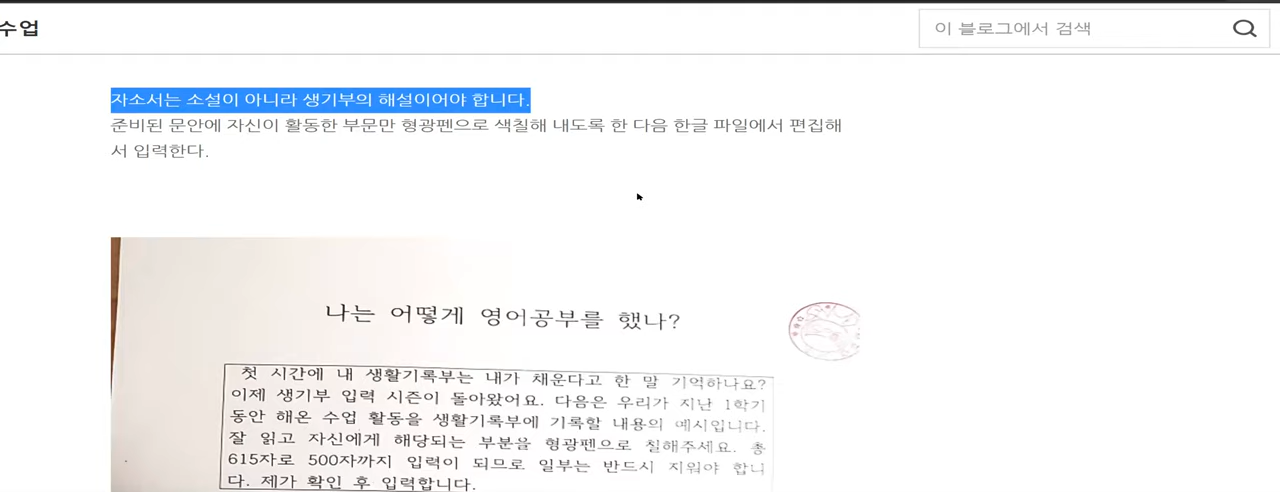 수업
이 블로그에서 검색
자소서는 소설이 아니라 생기부의 해설이어야 합니다.
준비된 문안에 자신이 활동한 부문만 형광펜으로 색칠해 내도록 한 다음 한글 파일에서 편집해
서 입력한다.
나는 어떻게 영어공부를 했나?
첫 시간에 내 생활기록부는 내가 채운다고 한 말 기억하나요?
이제 생기부 입력 시즌이 돌아왔어요. 다음은 우리가 지난 1학기
동안 해온 수업 활동을 생활기록부에 기록할 내용의 예시입니다.
잘 읽고 자신에게 해당되는 부분을 형광펜으로 칠해주세요. 총
615자로 500자까지 입력이 되므로 일부는 반드시 지워야 합니
다. 제가 확인 후 입력합니다.